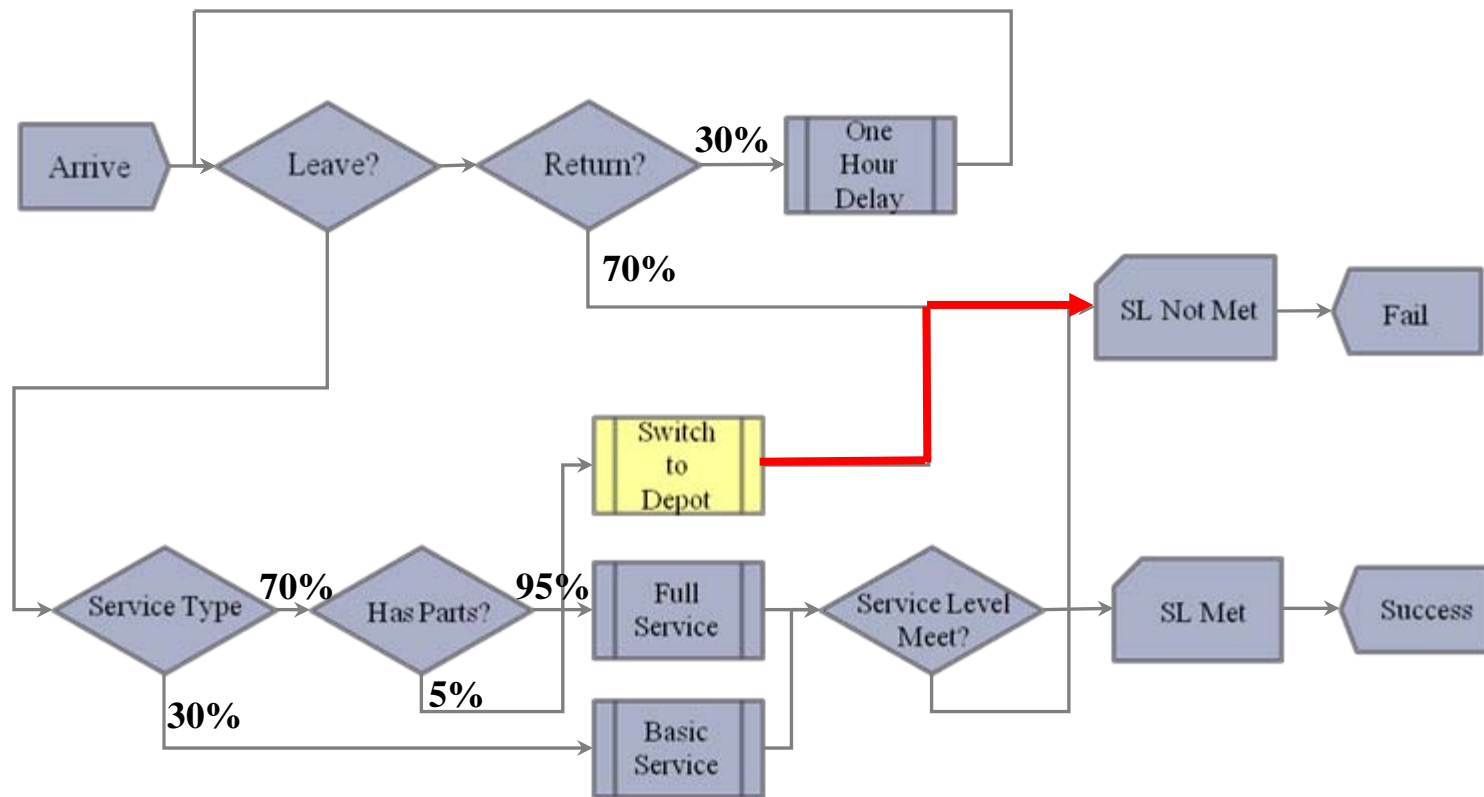 Arrive
Leave?
Return?
30%
One
Hour
Delay
70%
SL Not Met
Fail
Switch
to
Depot
Service Type
70%
Has Parts?
95%
Full
Service
Service Level
Meet?
SL Met
Success
30%
5%
Basic
Service